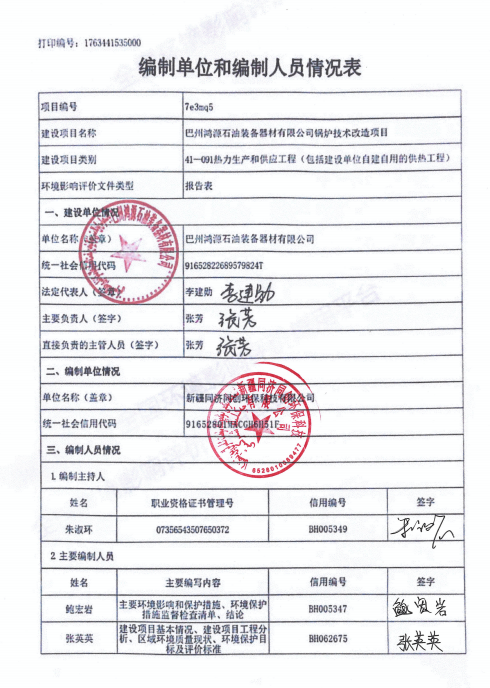 打印编号：1763441535000
编制单位和编制人员情况表
项目编号 7e3mq5
建设项目名称 巴州鸿源石油装备器材有限公司锅炉技术改造项目
建设项目类别 41—091热力生产和供应工程（包括建设单位自建自用的供热工程）
环境影响评价文件类型 报告表
一、建设单位情况
单位名称（盖章） 巴州鸿源石油装备器材有限公司
统一社会信用代码 91652822689579824T
法定代表人（签章） 李建勋 李建勋
主要负责人（签字） 张芳 张芳
直接负责的主管人员（签字） 张芳 张芳
二、编制单位情况
单位名称（盖章） 新疆同济同创环保科技有限公司
统一社会信用代码
三、编制人员情况
1.编制主持人
姓名 职业资格证书管理号 信用编号 签字
朱淑环 07356543507650372 BH005349
2.主要编制人员
姓名 主要编写内容 信用编号 签字
鲍宏岩 主要环境影响和保护措施、环境保护 BH005347
措施监督检查清单、结论
张英英 建设项目基本情况、建设项目工程分 BH062675 张英英
析、区域环境质量现状、环境保护目
标及评价标准